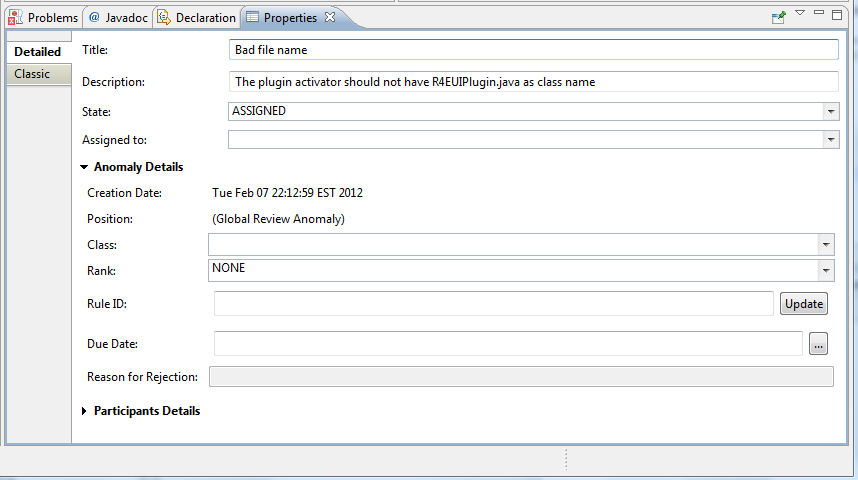 Problems @ Javadoc Declaration Properties
Detailed
Classic
Title: Bad file name
Description: The plugin activator should not have R4EUIPlugin.java as class name
State: ASSIGNED
Assigned to:
Anomaly Details
Creation Date: Tue Feb 07 22:12:59 EST 2012
Position: (Global Review Anomaly)
Class:
Rank: NONE
Rule ID: Update
Due Date: ...
Reason for Rejection:
Participants Details